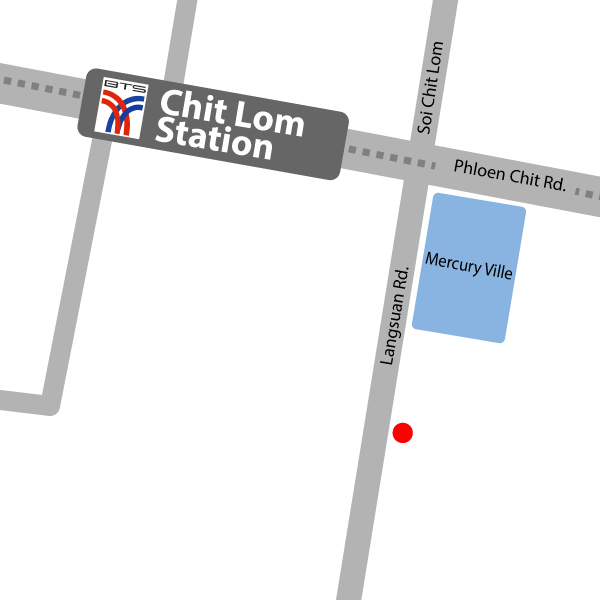 BTS
Chit Lom
Station
Soi Chit Lom
Phloen Chit Rd.
Mercury Ville
Langsuan Rd.